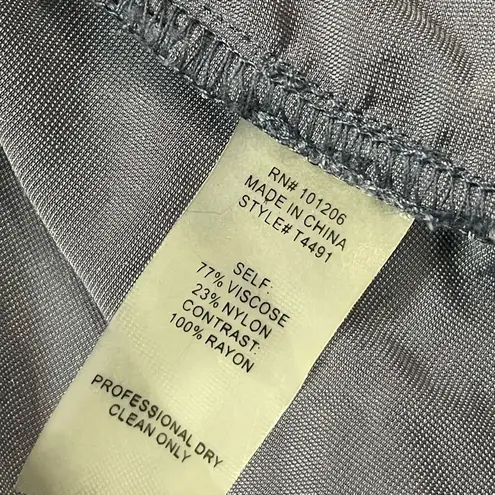 RN# 101206
MADE IN CHINA
STYLE# T4491
SELF:
77% VISCOSE
23% NYLON
CONTRAST:
100% RAYON
PROFESSIONAL DRY
CLEAN ONLY